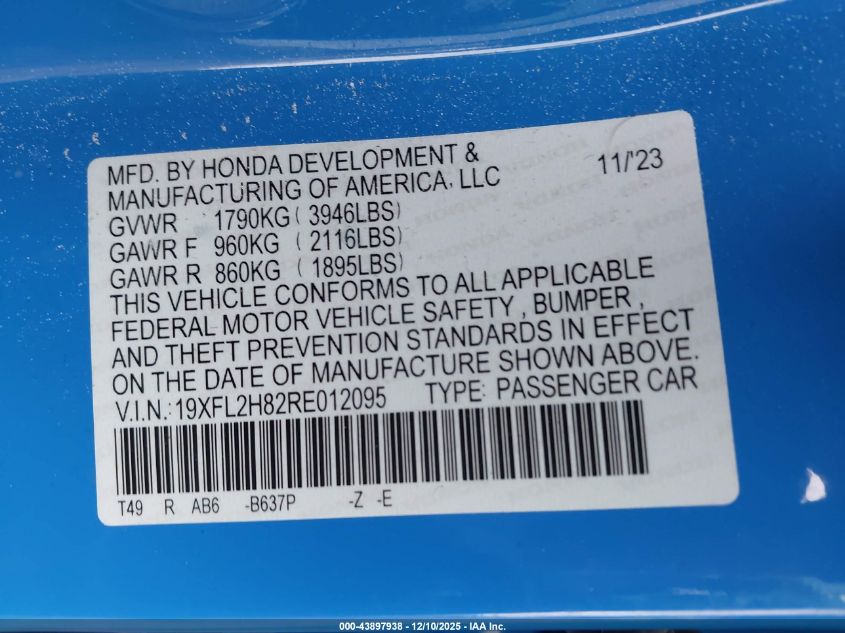 MFD. BY HONDA DEVELOPMENT & 11/'23
MANUFACTURING OF AMERICA, LLC
GVWR 1790KG ( 3946LBS)
GAWR F 960KG ( 2116LBS)
GAWR R 860KG ( 1895LBS)
THIS VEHICLE CONFORMS TO ALL APPLICABLE
FEDERAL MOTOR VEHICLE SAFETY , BUMPER ,
AND THEFT PREVENTION STANDARDS IN EFFECT
ON THE DATE OF MANUFACTURE SHOWN ABOVE.
V.I.N.: 19XFL2H82RE012095 TYPE: PASSENGER CAR
T49 R AB6 -B637P -Z -E
000-43897938 - 12/10/2025 - IAA Inc.